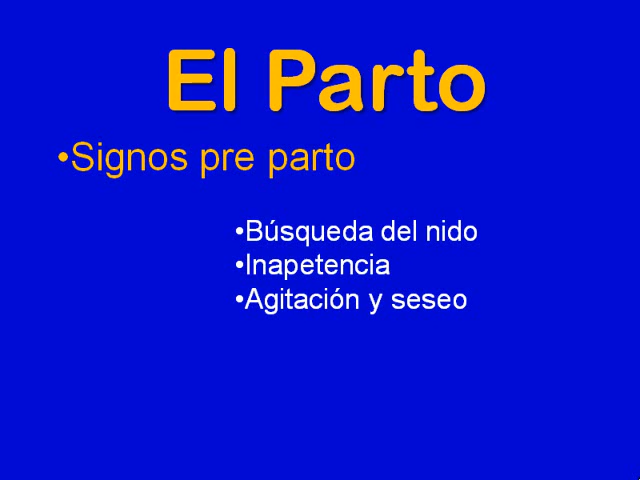 El Parto
•Signos pre parto
•Búsqueda del nido
•Inapetencia
•Agitación y seseo